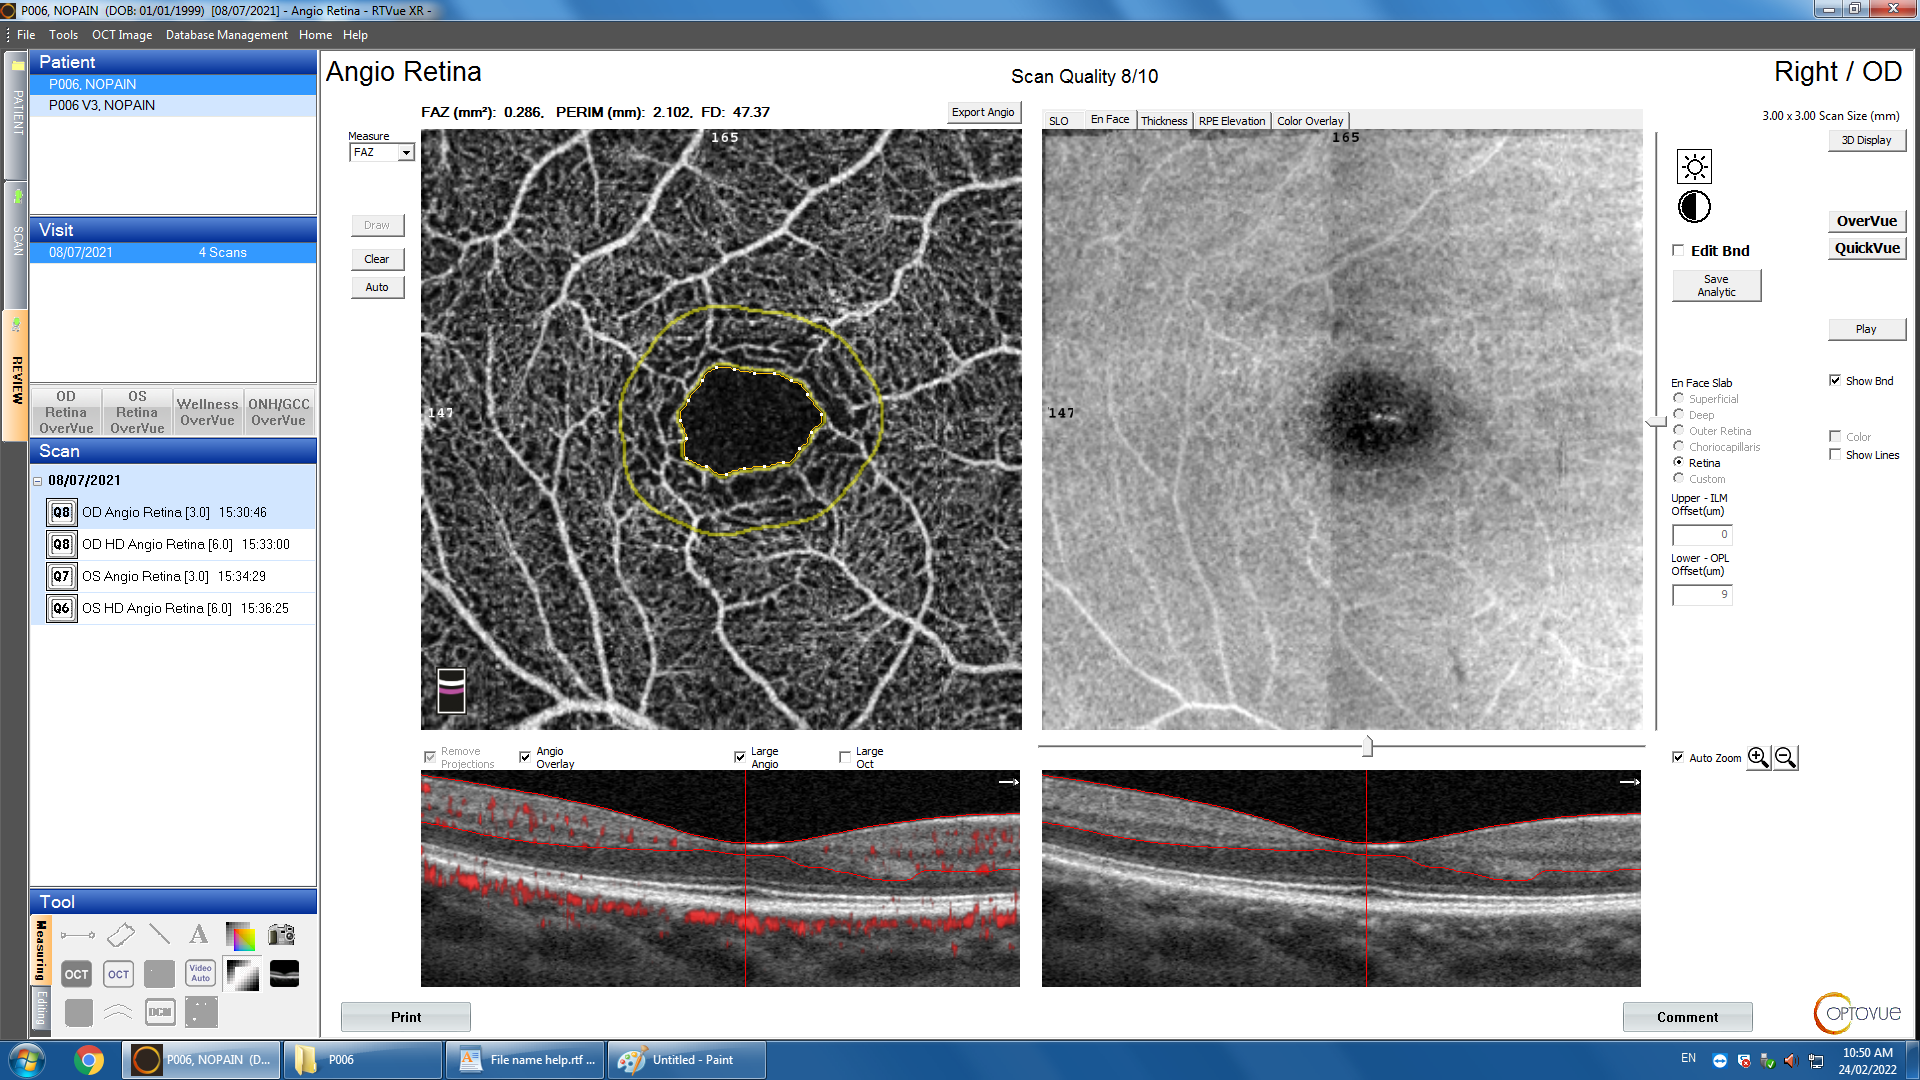 P006, NOPAIN (DOB: 01/01/1999) [08/07/2021] - Angio Retina - RTVue XR -
File Tools OCT Image Database Management Home Help
PATIENT
SCAN
REVIEW
Patient
P006, NOPAIN
P006 V3, NOPAIN
Visit
08/07/2021 4 Scans
OD Retina OverVue
OS Retina OverVue
Wellness OverVue
ONH/GCC OverVue
Scan
08/07/2021
Q8 OD Angio Retina [3.0] 15:30:46
Q8 OD HD Angio Retina [6.0] 15:33:00
Q7 OS Angio Retina [3.0] 15:34:29
Q6 OS HD Angio Retina [6.0] 15:36:25
Tool
Measuring
Editing
A
OCT
OCT
Video Auto
DCM
Angio Retina
Scan Quality 8/10
Right / OD
FAZ (mm²): 0.286, PERIM (mm): 2.102, FD: 47.37
Export Angio
Measure
FAZ
Draw
Clear
Auto
165
147
SLO
En Face
Thickness
RPE Elevation
Color Overlay
165
147
3.00 x 3.00 Scan Size (mm)
3D Display
OverVue
QuickVue
Edit Bnd
Save
Analytic
Play
En Face Slab
Superficial
Deep
Outer Retina
Choriocapillaris
Retina
Custom
Show Bnd
Color
Show Lines
Upper - ILM
Offset(um)
0
Lower - OPL
Offset(um)
9
Remove
Projections
Angio
Overlay
Large
Angio
Large
Oct
Auto Zoom
Print
Comment
OPTOVUE
P006, NOPAIN (D...
P006
File name help.rtf ...
Untitled - Paint
EN
10:50 AM
24/02/2022